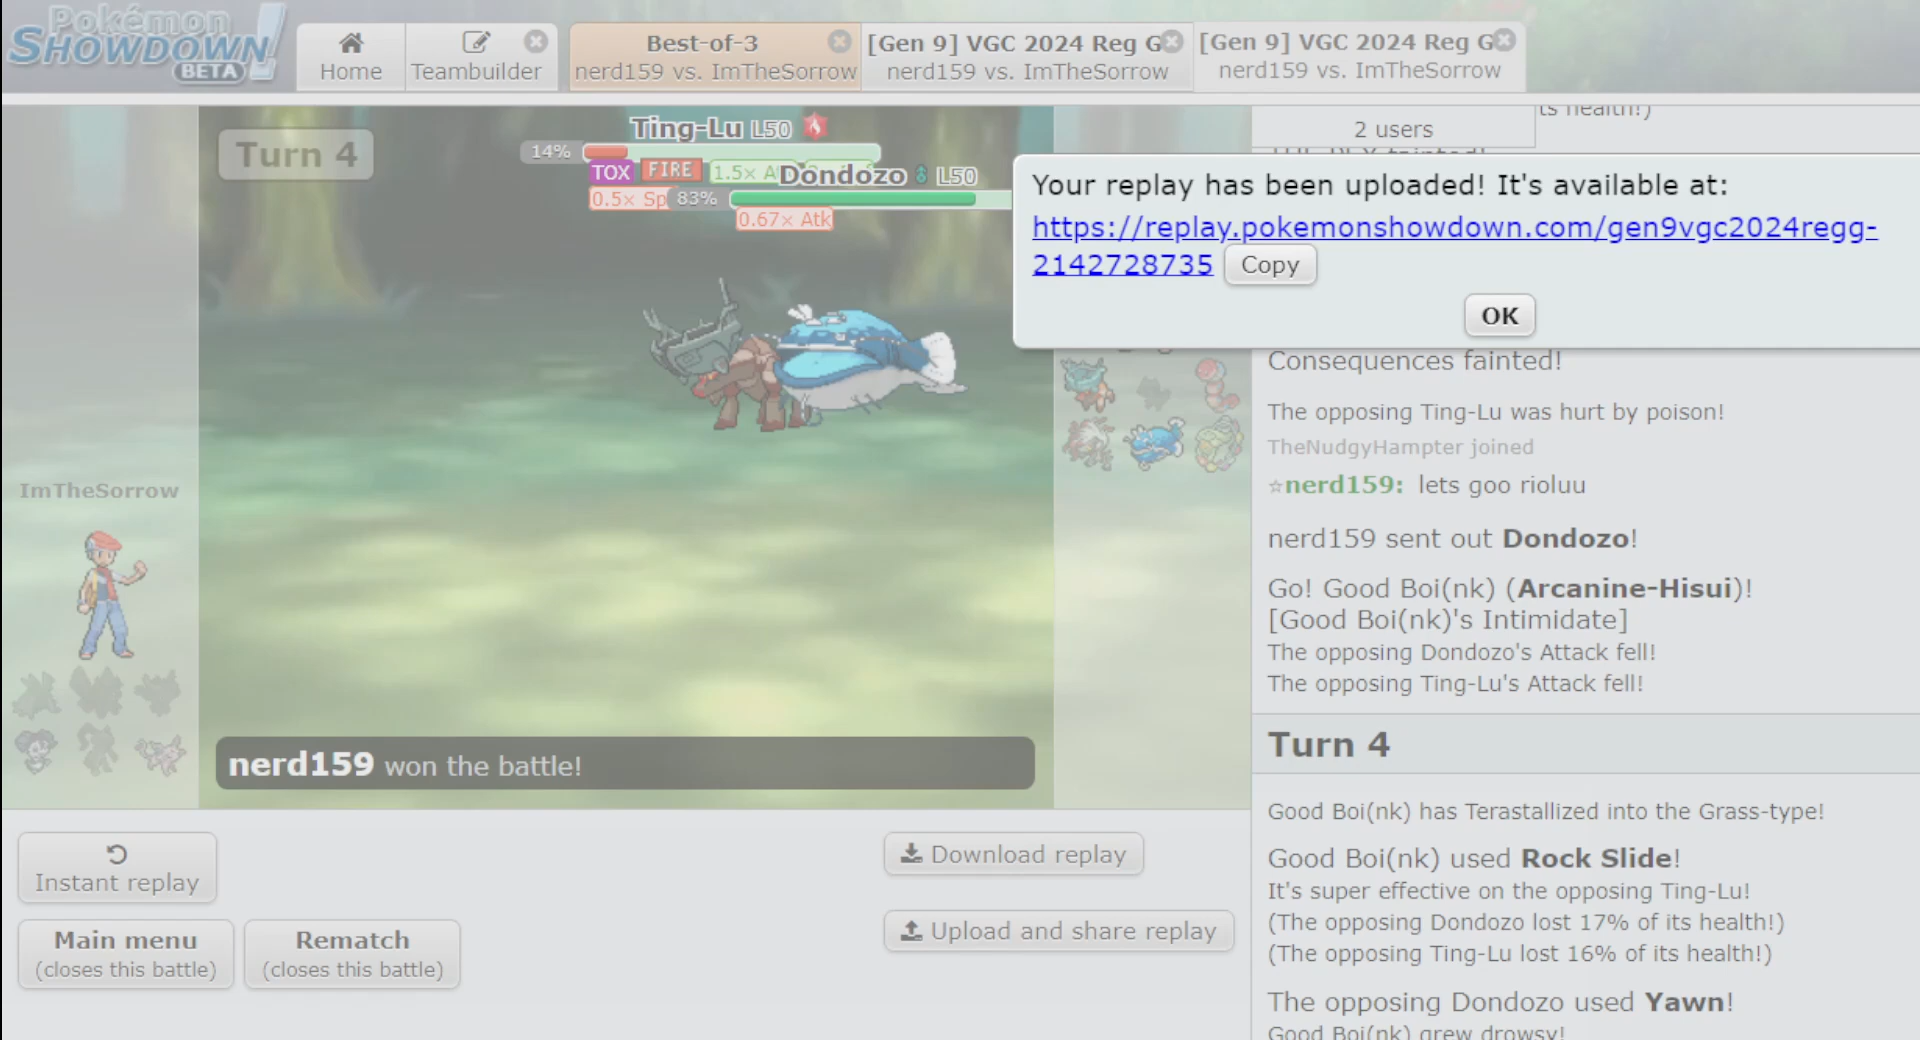 Pokémon
SHOWDOWN!
BETA
Home
Teambuilder
Best-of-3
nerd159 vs. ImTheSorrow
[Gen 9] VGC 2024 Reg G
nerd159 vs. ImTheSorrow
[Gen 9] VGC 2024 Reg G
nerd159 vs. ImTheSorrow
Turn 4
Ting-Lu L50
14%
TOX FIRE 1.5× A
Dondozo L50
0.5× Sp 83%
0.67× Atk
ImTheSorrow
nerd159 won the battle!
Instant replay
Download replay
Upload and share replay
Main menu
(closes this battle)
Rematch
(closes this battle)
its health!)
2 users
fainted!
Your replay has been uploaded! It's available at:
https://replay.pokemonshowdown.com/gen9vgc2024regg-
2142728735 Copy
OK
Consequences fainted!
The opposing Ting-Lu was hurt by poison!
TheNudgyHampter joined
☆nerd159: lets goo rioluu
nerd159 sent out Dondozo!
Go! Good Boi(nk) (Arcanine-Hisui)!
[Good Boi(nk)'s Intimidate]
The opposing Dondozo's Attack fell!
The opposing Ting-Lu's Attack fell!
Turn 4
Good Boi(nk) has Terastallized into the Grass-type!
Good Boi(nk) used Rock Slide!
It's super effective on the opposing Ting-Lu!
(The opposing Dondozo lost 17% of its health!)
(The opposing Ting-Lu lost 16% of its health!)
The opposing Dondozo used Yawn!
Good Boi(nk) grew drowsy!